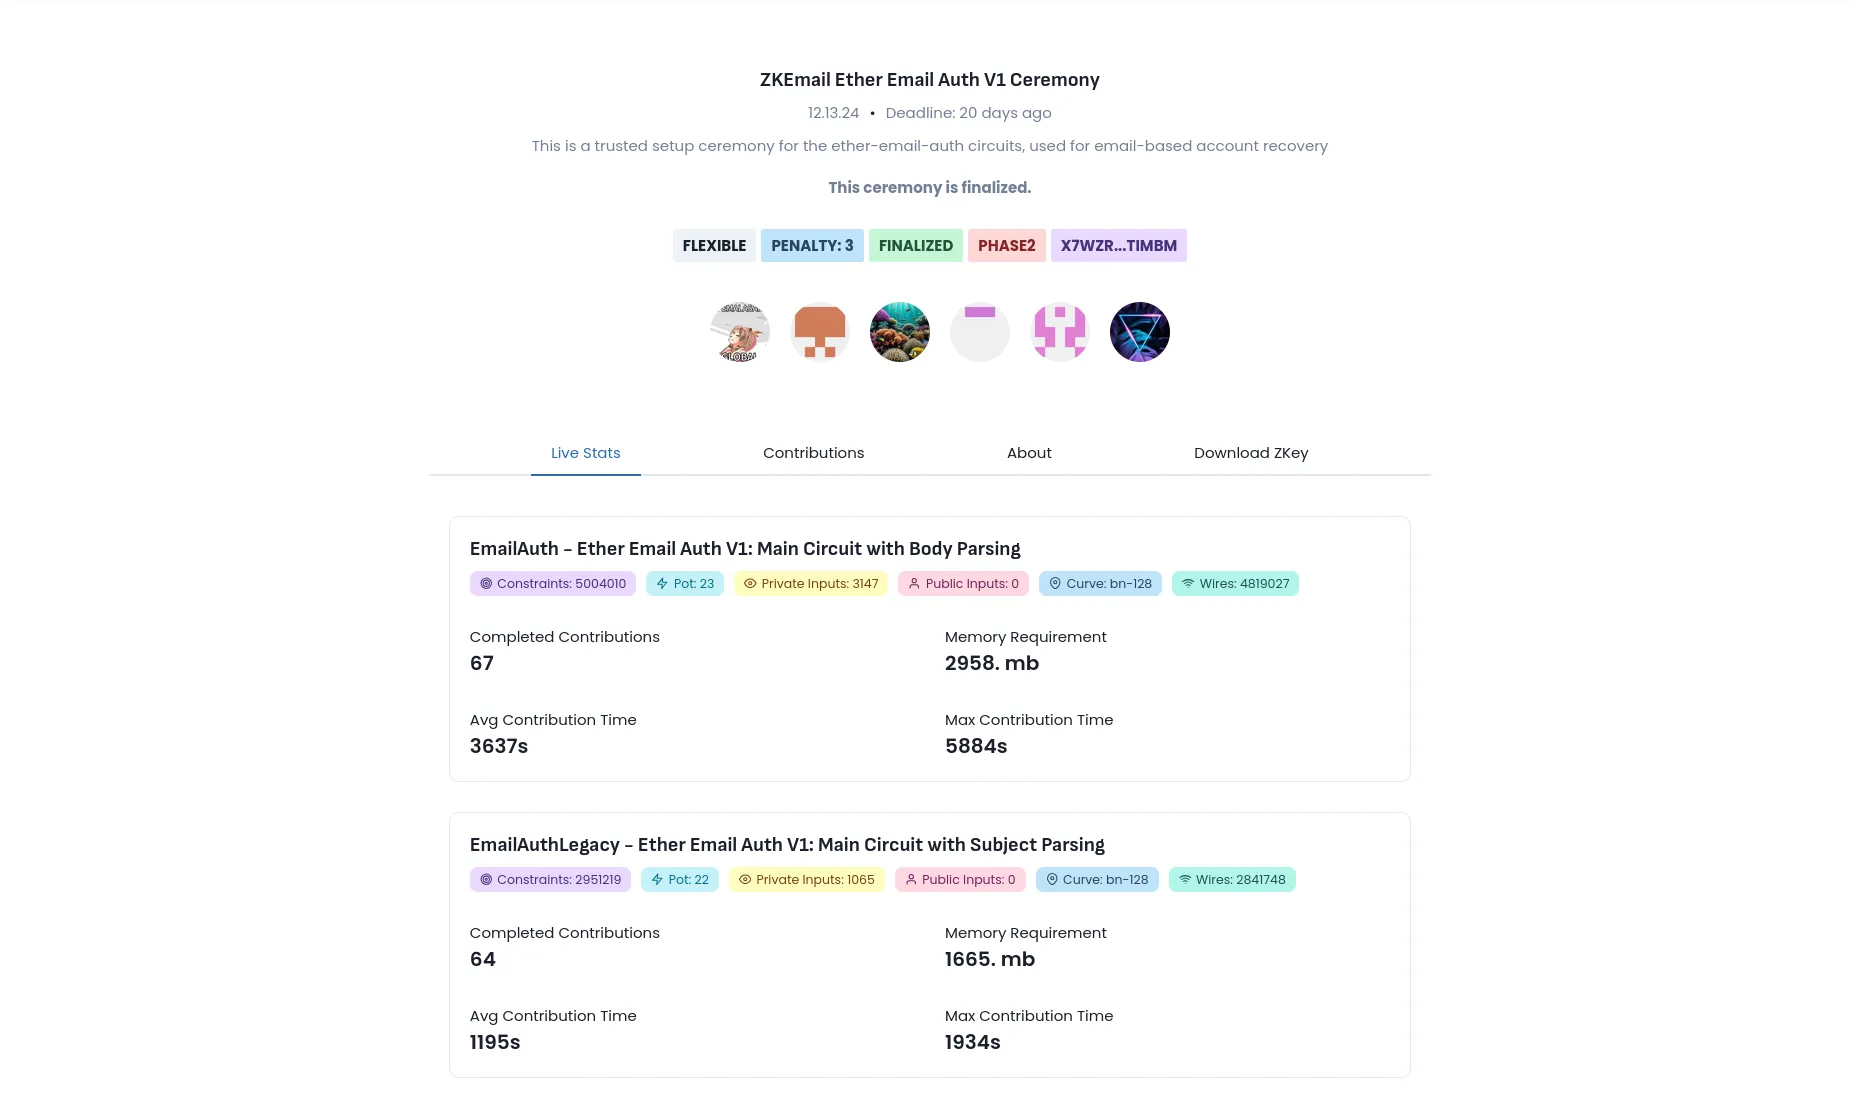 ZKEmail Ether Email Auth V1 Ceremony
12.13.24 • Deadline: 20 days ago
This is a trusted setup ceremony for the ether-email-auth circuits, used for email-based account recovery
This ceremony is finalized.
FLEXIBLE PENALTY: 3 FINALIZED PHASE2 X7WZR...TIMBM
GLOBAL
Live Stats Contributions About Download ZKey
EmailAuth - Ether Email Auth V1: Main Circuit with Body Parsing
Constraints: 5004010 Pot: 23 Private Inputs: 3147 Public Inputs: 0 Curve: bn-128 Wires: 4819027
Completed Contributions Memory Requirement
67 2958. mb
Avg Contribution Time Max Contribution Time
3637s 5884s
EmailAuthLegacy - Ether Email Auth V1: Main Circuit with Subject Parsing
Constraints: 2951219 Pot: 22 Private Inputs: 1065 Public Inputs: 0 Curve: bn-128 Wires: 2841748
Completed Contributions Memory Requirement
64 1665. mb
Avg Contribution Time Max Contribution Time
1195s 1934s